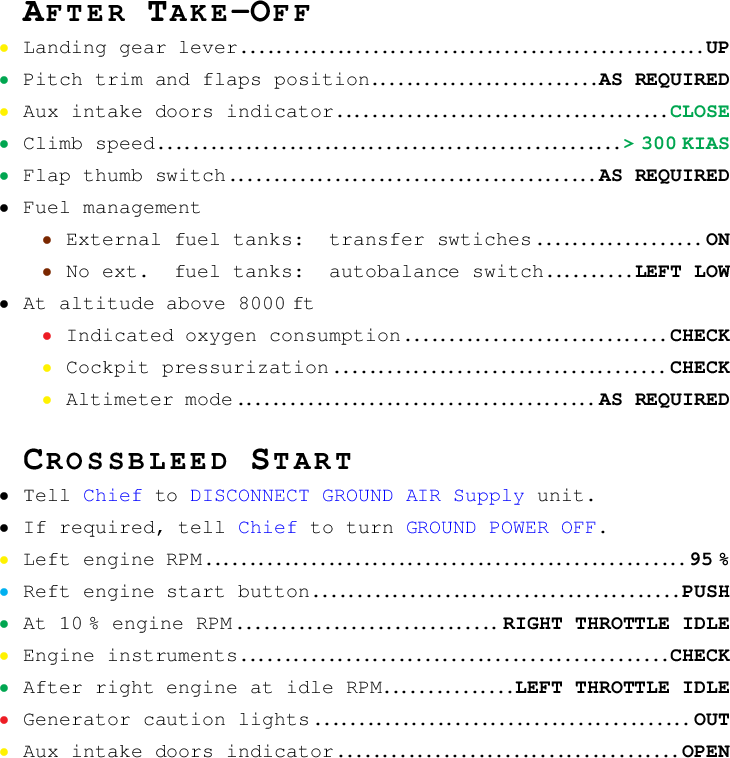 AFTER TAKE–OFF
• Landing gear lever....................................................UP
• Pitch trim and flaps position.........................AS REQUIRED
• Aux intake doors indicator....................................CLOSE
• Climb speed..................................................> 300 KIAS
• Flap thumb switch........................................AS REQUIRED
• Fuel management
• External fuel tanks: transfer swtiches...................ON
• No ext. fuel tanks: autobalance switch..........LEFT LOW
• At altitude above 8000 ft
• Indicated oxygen consumption.............................CHECK
• Cockpit pressurization....................................CHECK
• Altimeter mode.......................................AS REQUIRED
CROSSBLEED START
• Tell Chief to DISCONNECT GROUND AIR Supply unit.
• If required, tell Chief to turn GROUND POWER OFF.
• Left engine RPM....................................................95 %
• Reft engine start button........................................PUSH
• At 10 % engine RPM............................RIGHT THROTTLE IDLE
• Engine instruments..............................................CHECK
• After right engine at idle RPM..............LEFT THROTTLE IDLE
• Generator caution lights.........................................OUT
• Aux intake doors indicator.....................................OPEN